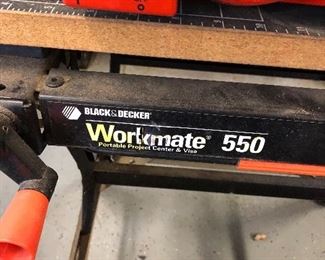 BLACK&DECKER
Workmate® 550
Portable Project Center & Vise